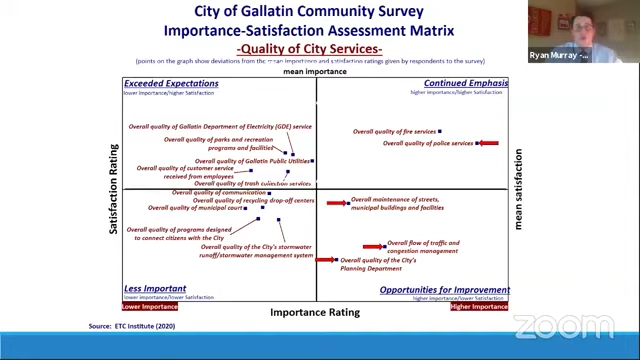 City of Gallatin Community Survey
Importance-Satisfaction Assessment Matrix
-Quality of City Services-
(points on the graph show deviations from the mean importance and satisfaction ratings given by respondents to the survey)
mean importance
Ryan Murray -
Exceeded Expectations
lower Importance/higher Satisfaction
Continued Emphasis
higher importance/higher Satisfaction
Overall quality of Gallatin Department of Electricity (GDE) service
Overall quality of fire services
Overall quality of parks and recreation
programs and facilities
Overall quality of police services
Overall quality of Gallatin Public Utilities
Overall quality of customer service
received from employees
Overall quality of trash collection services
Overall quality of communication
Overall quality of recycling drop-off centers
Overall quality of municipal court
Overall maintenance of streets,
municipal buildings and facilities
Overall quality of programs designed
to connect citizens with the City
Overall quality of the City's stormwater
runoff/stormwater management system
Overall flow of traffic and
congestion management
Overall quality of the City's
Planning Department
Satisfaction Rating
mean satisfaction
Less Important
lower importance/lower Satisfaction
Opportunities for Improvement
higher importance/lower Satisfaction
Lower Importance
Importance Rating
Higher Importance
Source: ETC Institute (2020)
zoom